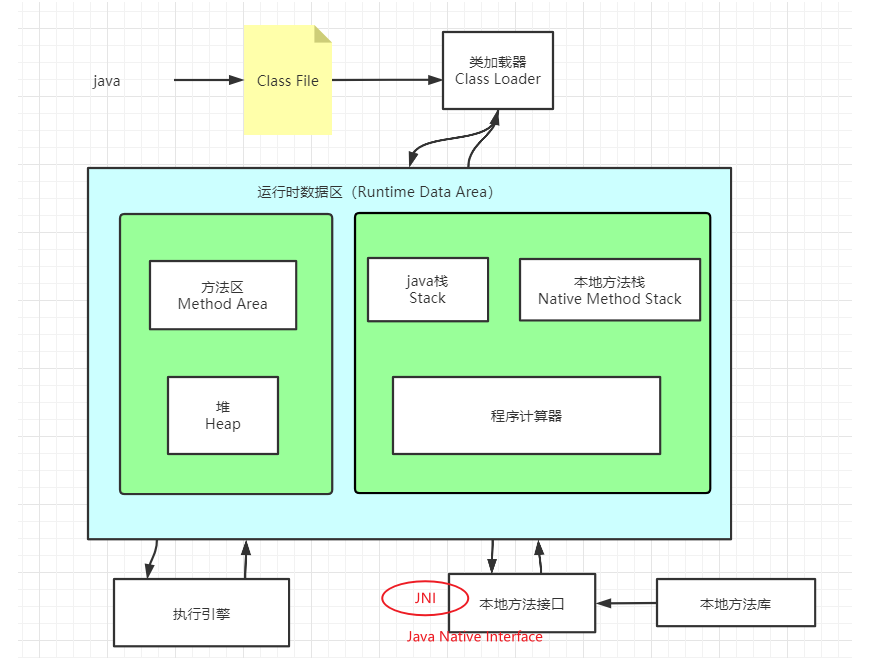 java
Class File
类加载器
Class Loader
运行时数据区（Runtime Data Area）
方法区
Method Area
java栈
Stack
本地方法栈
Native Method Stack
堆
Heap
程序计算器
执行引擎
JNI
本地方法接口
本地方法库
Java Native Interface